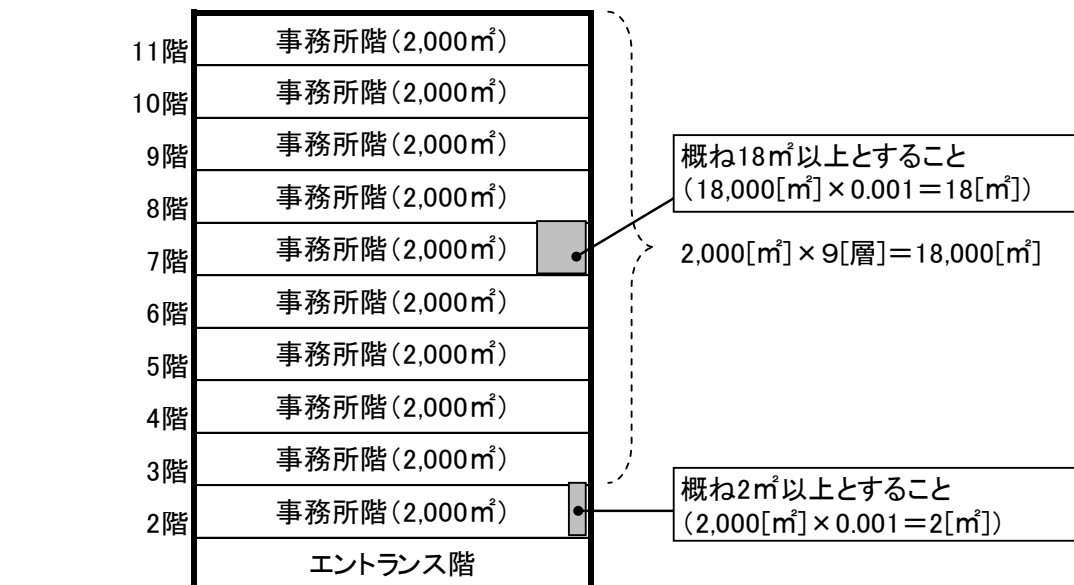 11階 事務所階（2,000㎡）
10階 事務所階（2,000㎡）
9階 事務所階（2,000㎡）
8階 事務所階（2,000㎡）
7階 事務所階（2,000㎡）
6階 事務所階（2,000㎡）
5階 事務所階（2,000㎡）
4階 事務所階（2,000㎡）
3階 事務所階（2,000㎡）
2階 事務所階（2,000㎡）
エントランス階
概ね18㎡以上とすること
（18,000[㎡]×0.001＝18[㎡]）
2,000[㎡]×９[層]＝18,000[㎡]
概ね2㎡以上とすること
（2,000[㎡]×0.001＝2[㎡]）